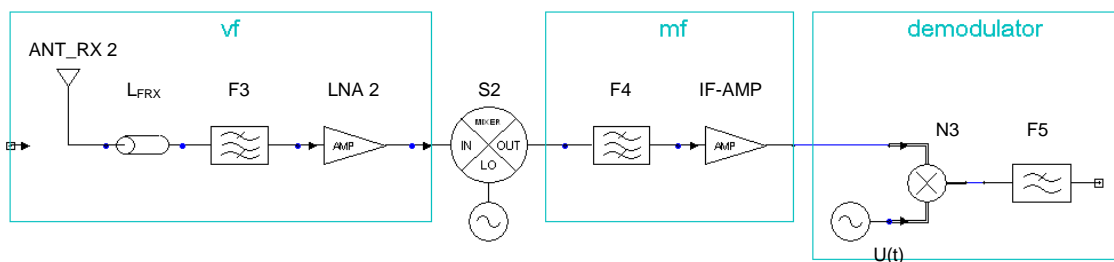 vf
mf
demodulator
ANT_RX 2
LFRX
F3
LNA 2
S2
F4
IF-AMP
N3
F5
MIXER
IN
OUT
LO
AMP
AMP
U(t)